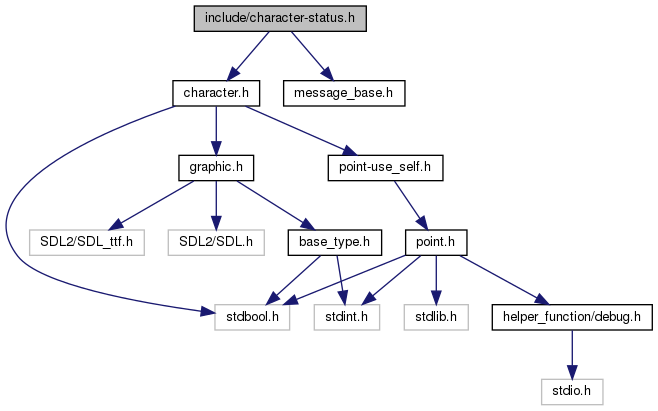 include/character-status.h
character.h
message_base.h
graphic.h
point-use_self.h
SDL2/SDL_ttf.h
SDL2/SDL.h
base_type.h
point.h
stdbool.h
stdint.h
stdlib.h
helper_function/debug.h
stdio.h